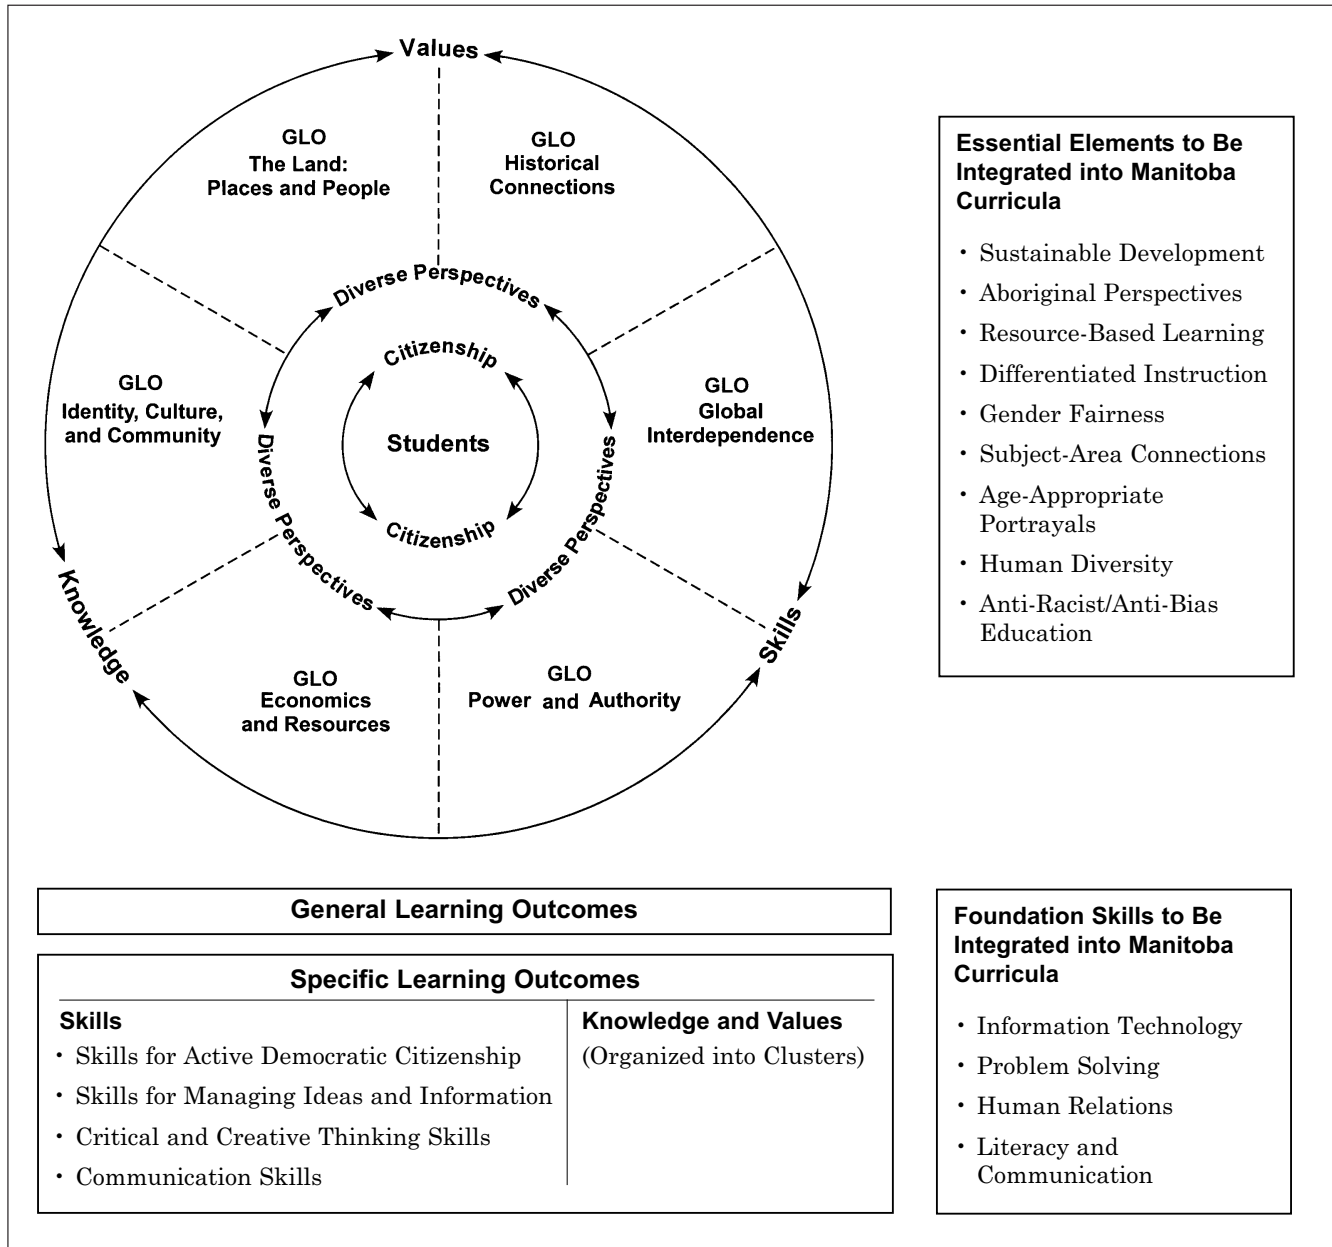 Values
GLO
The Land:
Places and People
GLO
Historical
Connections
Diverse Perspectives
Citizenship
GLO
Identity, Culture,
and Community
Students
GLO
Global
Interdependence
Diverse Perspectives
Diverse Perspectives
Citizenship
Knowledge
Skills
GLO
Economics
and Resources
GLO
Power and Authority
Essential Elements to Be
Integrated into Manitoba
Curricula
• Sustainable Development
• Aboriginal Perspectives
• Resource-Based Learning
• Differentiated Instruction
• Gender Fairness
• Subject-Area Connections
• Age-Appropriate
Portrayals
• Human Diversity
• Anti-Racist/Anti-Bias
Education
General Learning Outcomes
Specific Learning Outcomes
Skills
• Skills for Active Democratic Citizenship
• Skills for Managing Ideas and Information
• Critical and Creative Thinking Skills
• Communication Skills
Knowledge and Values
(Organized into Clusters)
Foundation Skills to Be
Integrated into Manitoba
Curricula
• Information Technology
• Problem Solving
• Human Relations
• Literacy and
Communication